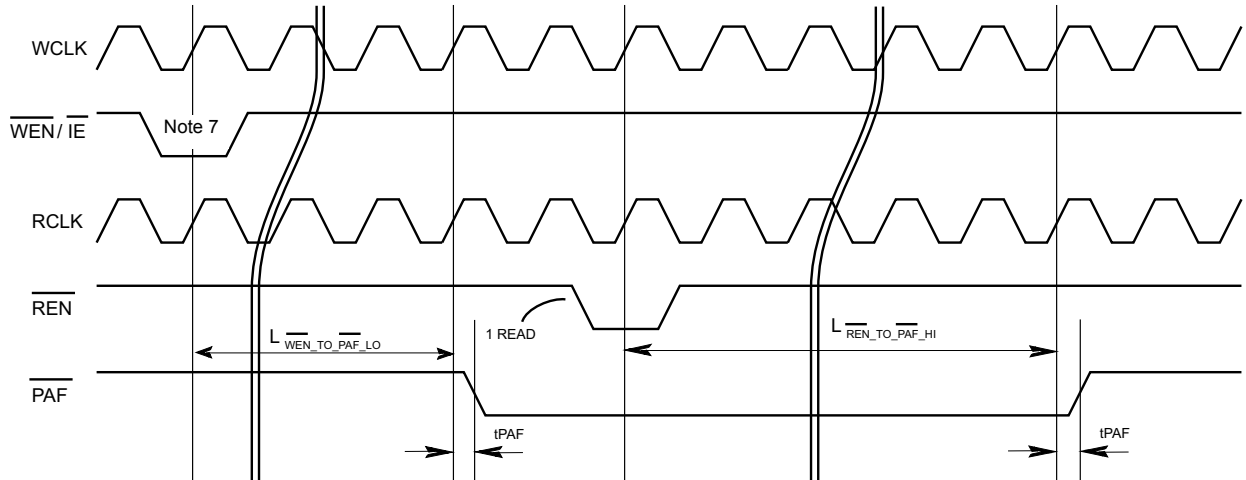 WCLK
WEN/ IE
Note 7
RCLK
REN
1 READ
L WEN_TO_PAF_LO
L REN_TO_PAF_HI
PAF
tPAF
tPAF